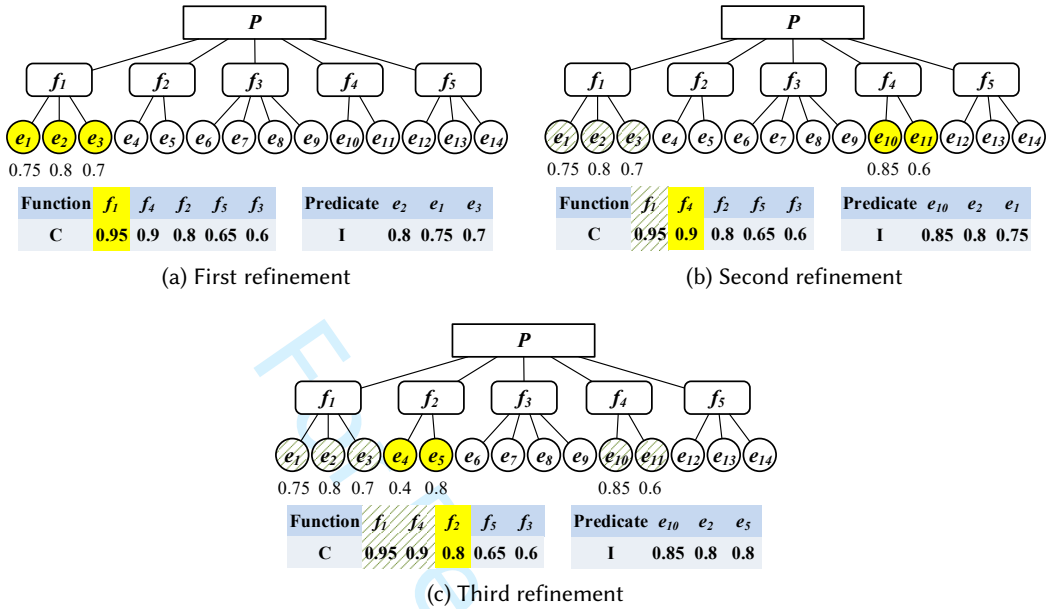 P
f1 f2 f3 f4 f5
e1 e2 e3 e4 e5 e6 e7 e8 e9 e10 e11 e12 e13 e14
0.75 0.8 0.7
Function f1 f4 f2 f5 f3
C 0.95 0.9 0.8 0.65 0.6
Predicate e2 e1 e3
I 0.8 0.75 0.7
(a) First refinement
P
f1 f2 f3 f4 f5
e1 e2 e3 e4 e5 e6 e7 e8 e9 e10 e11 e12 e13 e14
0.75 0.8 0.7 0.85 0.6
Function f1 f4 f2 f5 f3
C 0.95 0.9 0.8 0.65 0.6
Predicate e10 e2 e1
I 0.85 0.8 0.75
(b) Second refinement
P
f1 f2 f3 f4 f5
e1 e2 e3 e4 e5 e6 e7 e8 e9 e10 e11 e12 e13 e14
0.75 0.8 0.7 0.4 0.8 0.85 0.6
Function f1 f4 f2 f5 f3
C 0.95 0.9 0.8 0.65 0.6
Predicate e10 e2 e5
I 0.85 0.8 0.8
(c) Third refinement